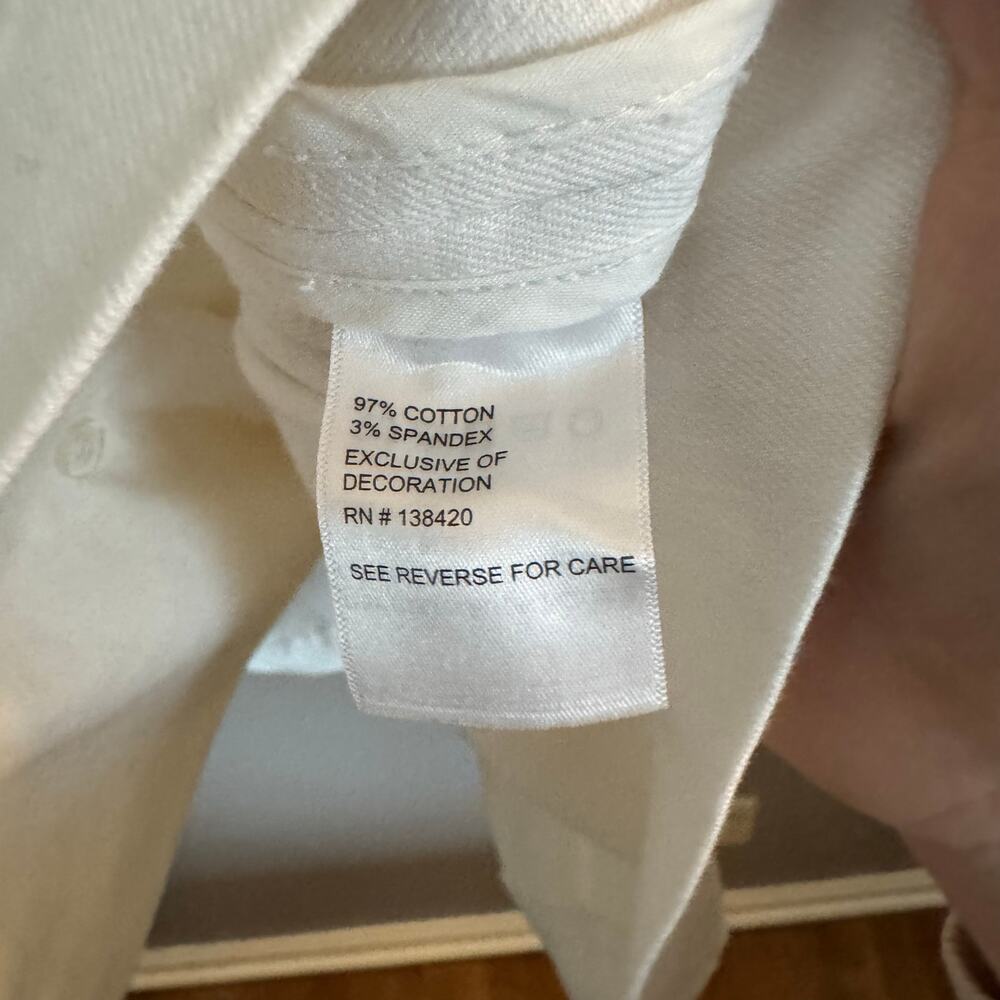 97% COTTON
3% SPANDEX
EXCLUSIVE OF
DECORATION
RN # 138420
SEE REVERSE FOR CARE